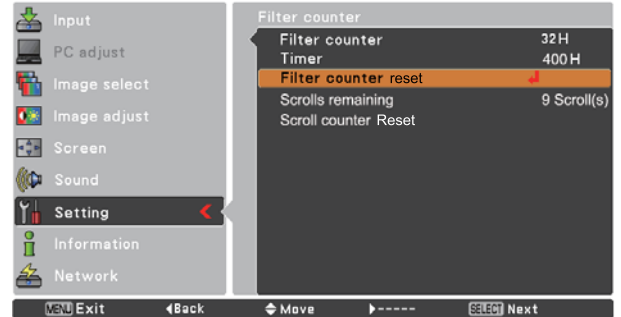 Input
PC adjust
Image select
Image adjust
Screen
Sound
Setting
Information
Network
Filter counter
Filter counter 32H
Timer 400H
Filter counter reset
Scrolls remaining 9 Scroll(s)
Scroll counter Reset
MENU Exit Back Move ----- SELECT Next